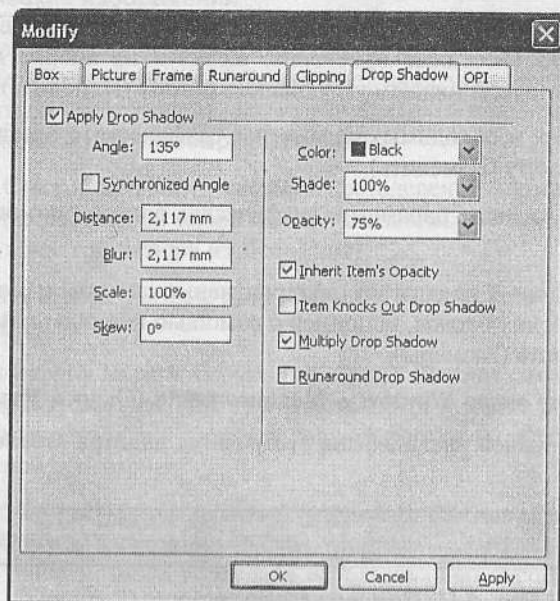 Modify
Box Picture Frame Runaround Clipping Drop Shadow OPI
Apply Drop Shadow
Angle: 135°
Synchronized Angle
Distance: 2,117 mm
Blur: 2,117 mm
Scale: 100%
Skew: 0°
Color: Black
Shade: 100%
Opacity: 75%
Inherit Item's Opacity
Item Knocks Out Drop Shadow
Multiply Drop Shadow
Runaround Drop Shadow
OK Cancel Apply